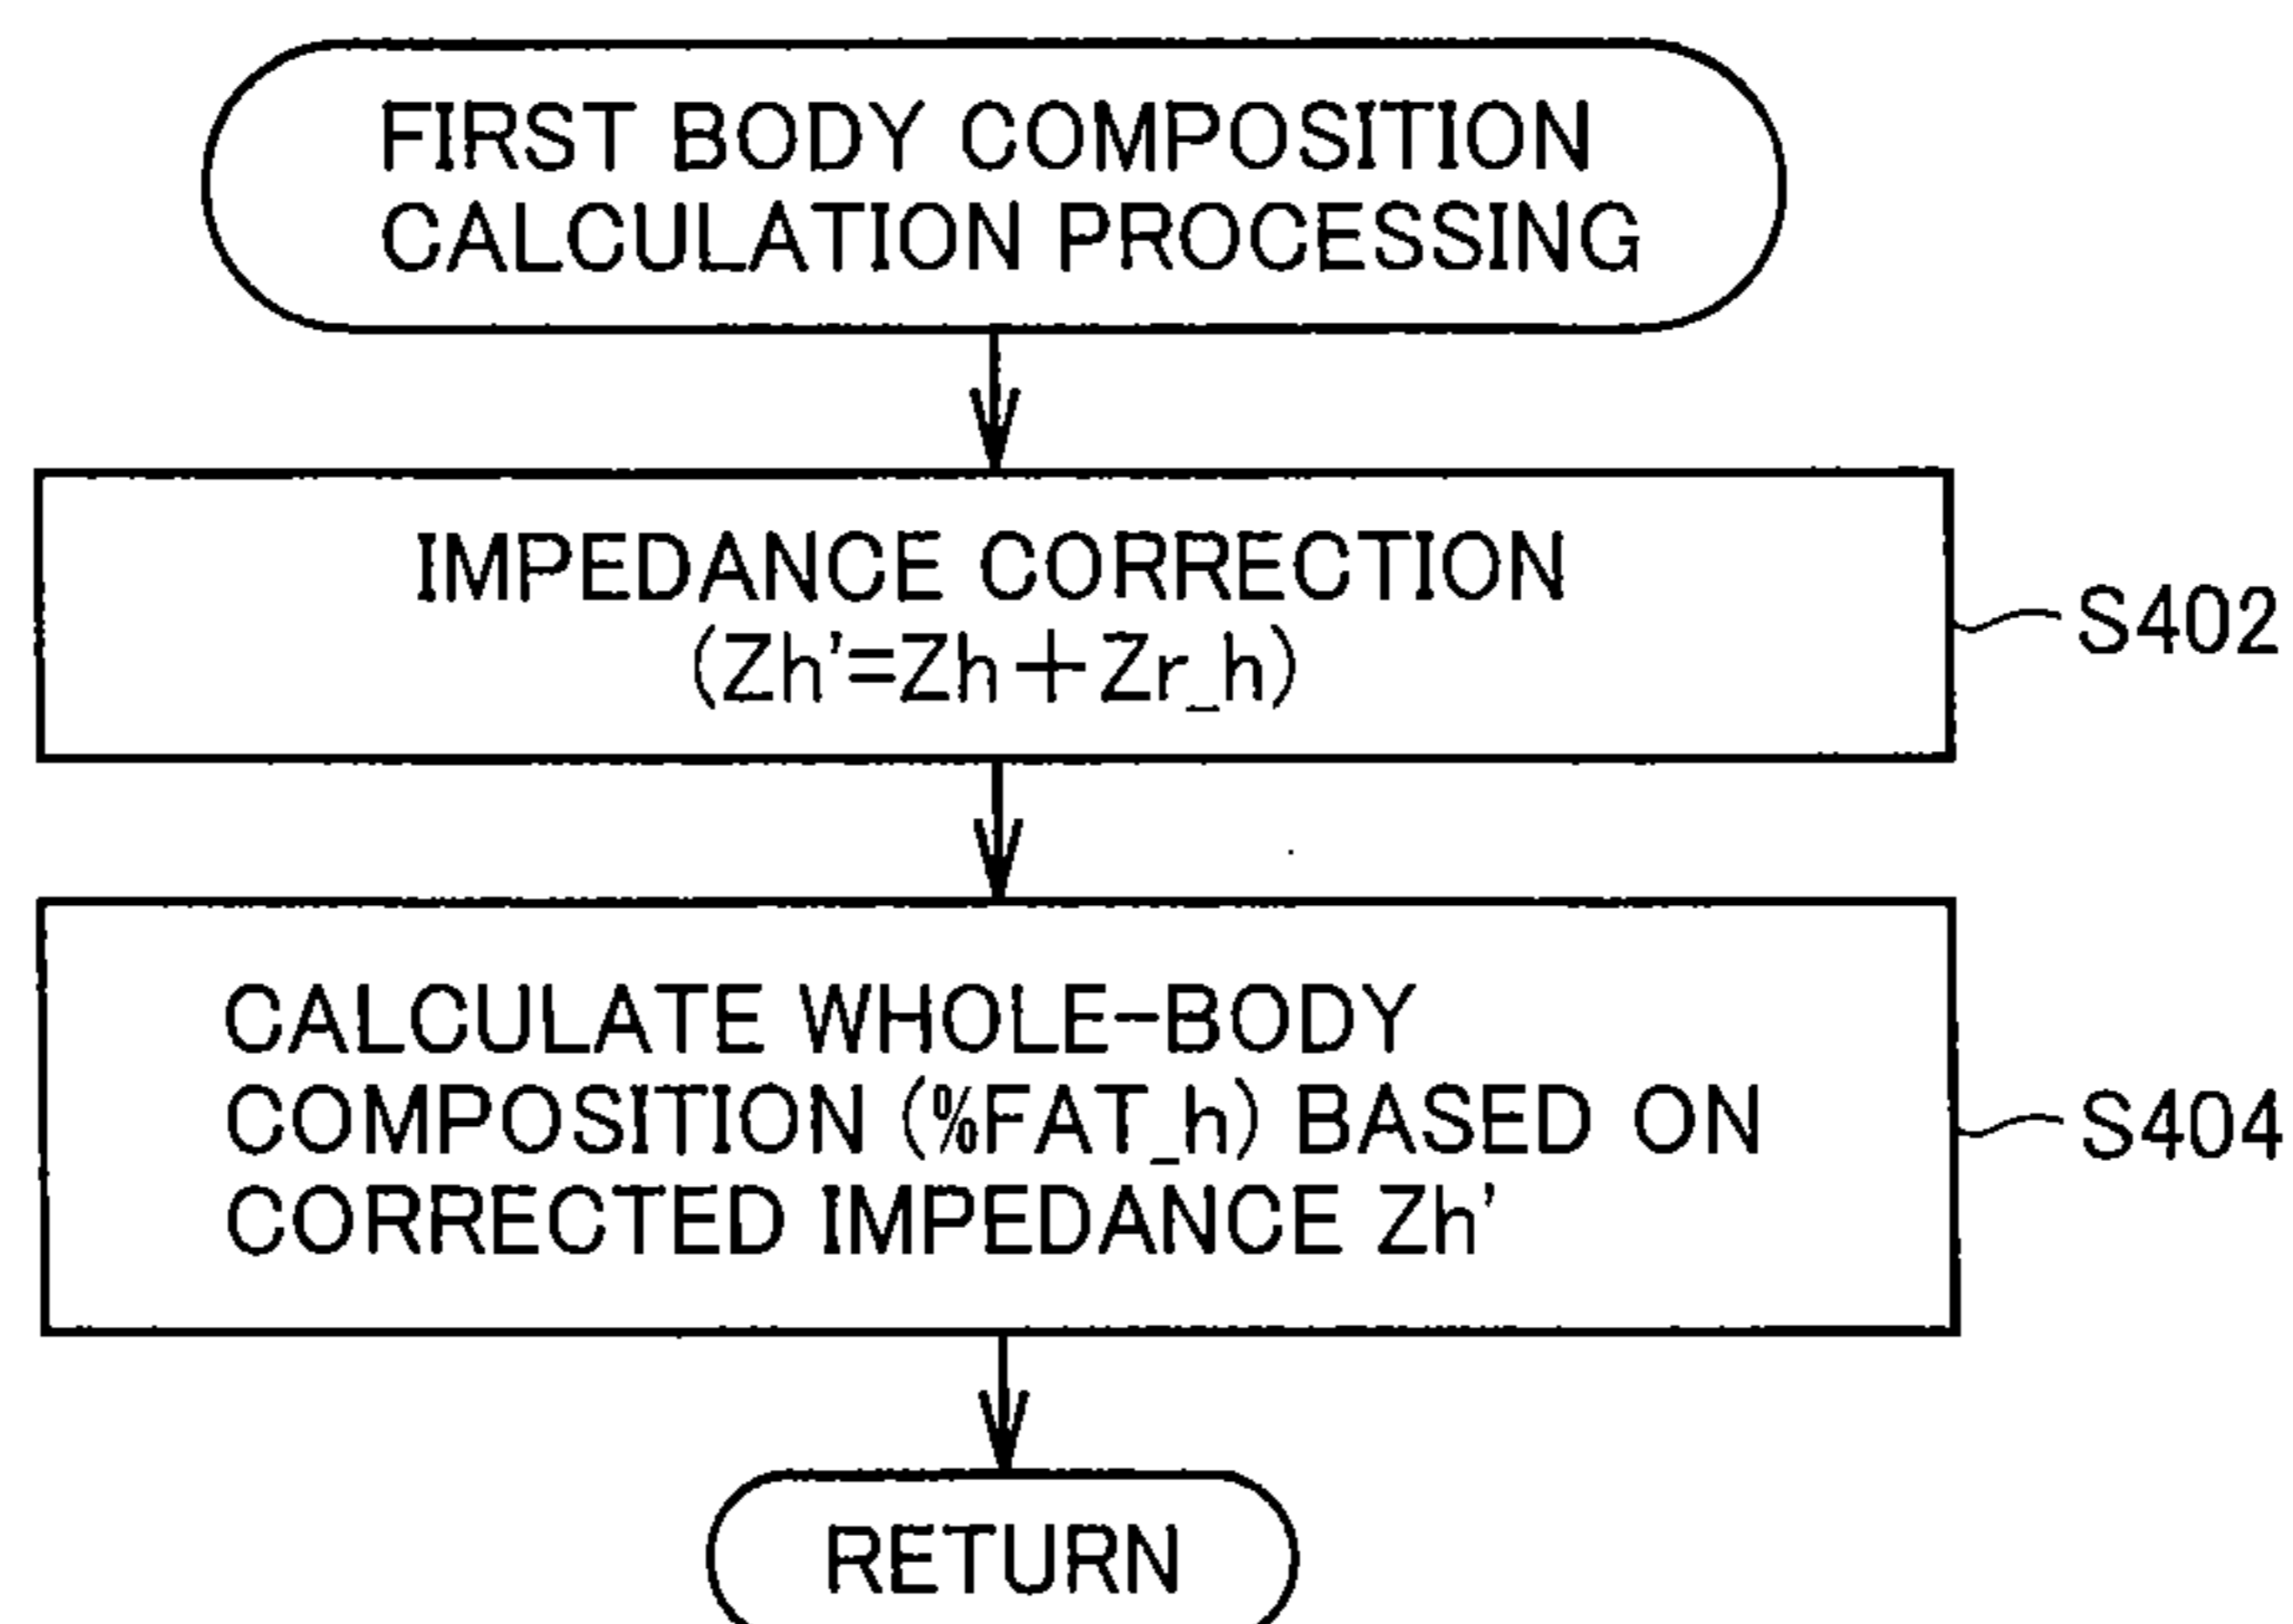 FIRST BODY COMPOSITION
CALCULATION PROCESSING
IMPEDANCE CORRECTION
(Zh'=Zh+Zr_h)
S402
CALCULATE WHOLE-BODY
COMPOSITION (%FAT_h) BASED ON
CORRECTED IMPEDANCE Zh'
S404
RETURN